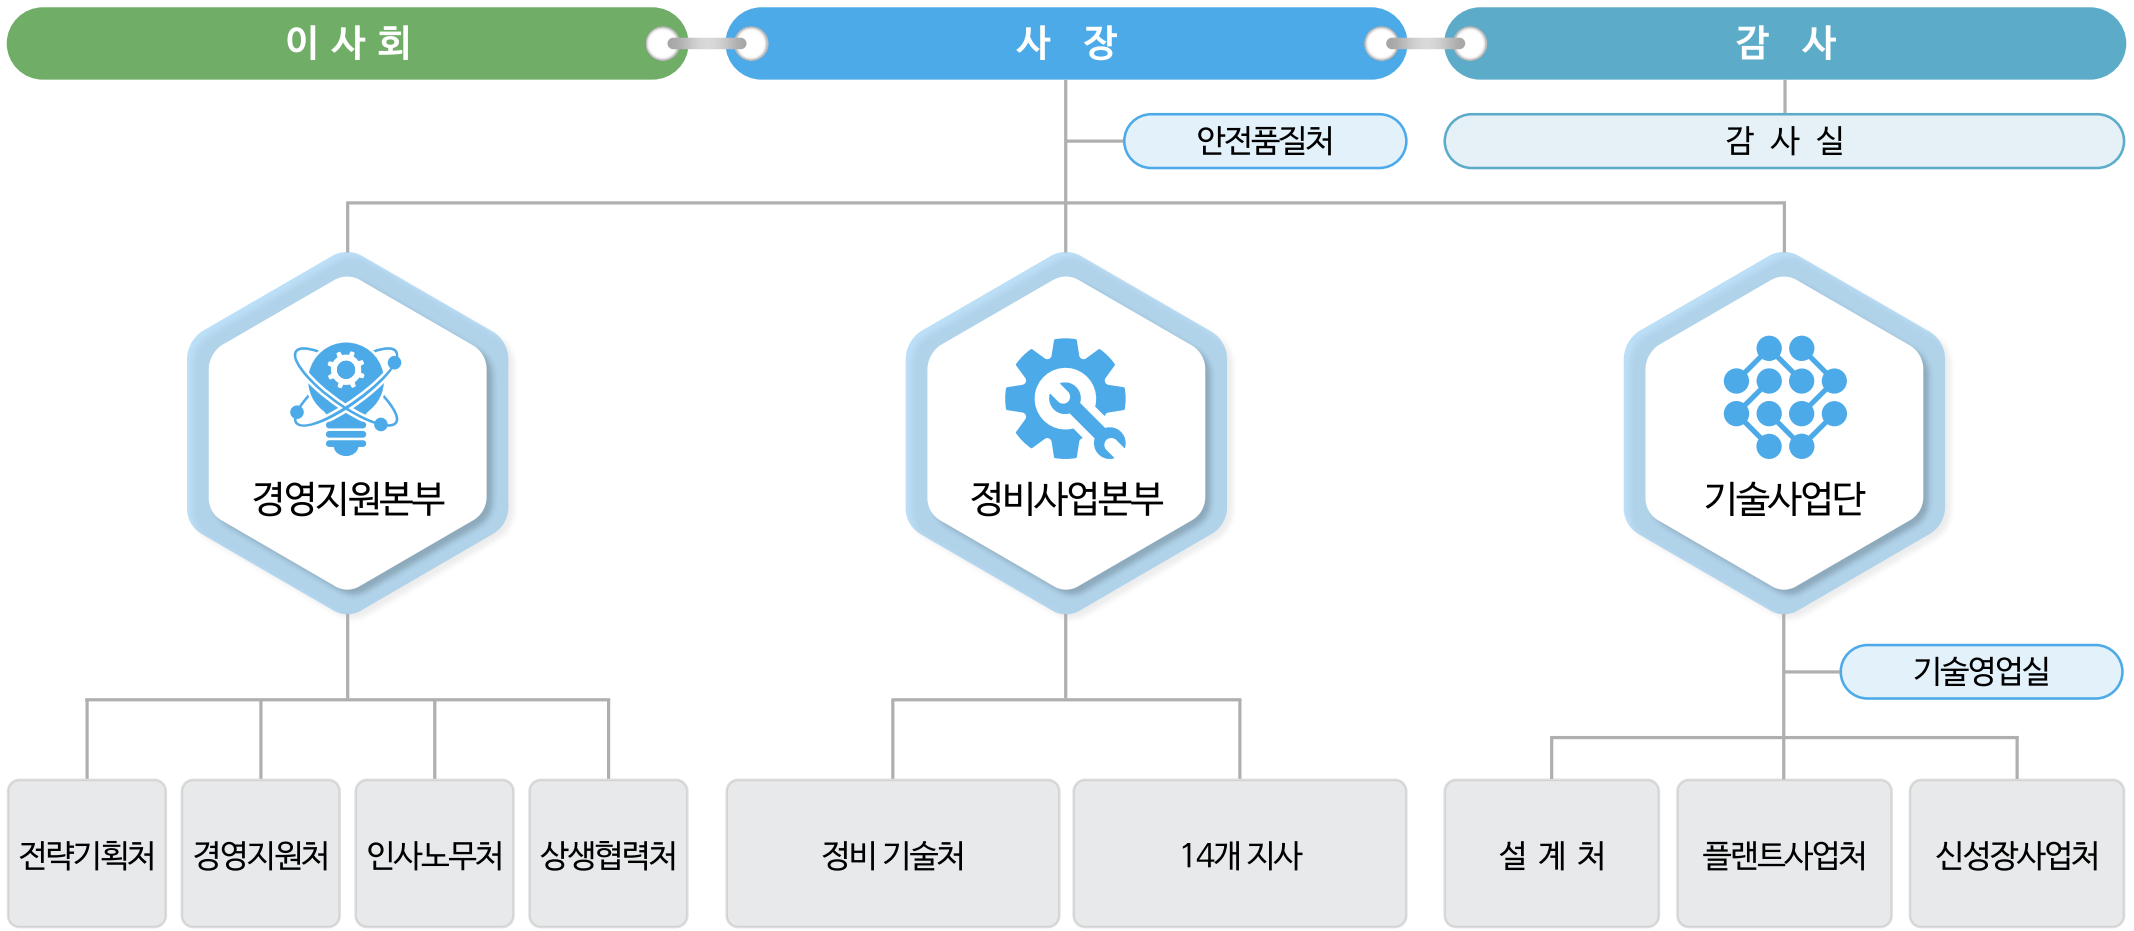 이 사 회
사 장
감 사
안전품질처
감 사 실
경영지원본부
정비사업본부
기술사업단
기술영업실
전략기획처
경영지원처
인사노무처
상생협력처
정비 기술처
14개 지사
설 계 처
플랜트사업처
신성장사업처